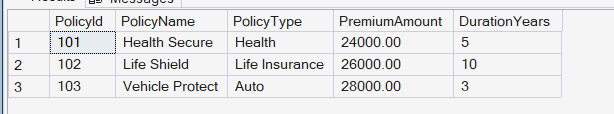 Messages
PolicyId PolicyName PolicyType PremiumAmount DurationYears
1 101 Health Secure Health 24000.00 5
2 102 Life Shield Life Insurance 26000.00 10
3 103 Vehicle Protect Auto 28000.00 3